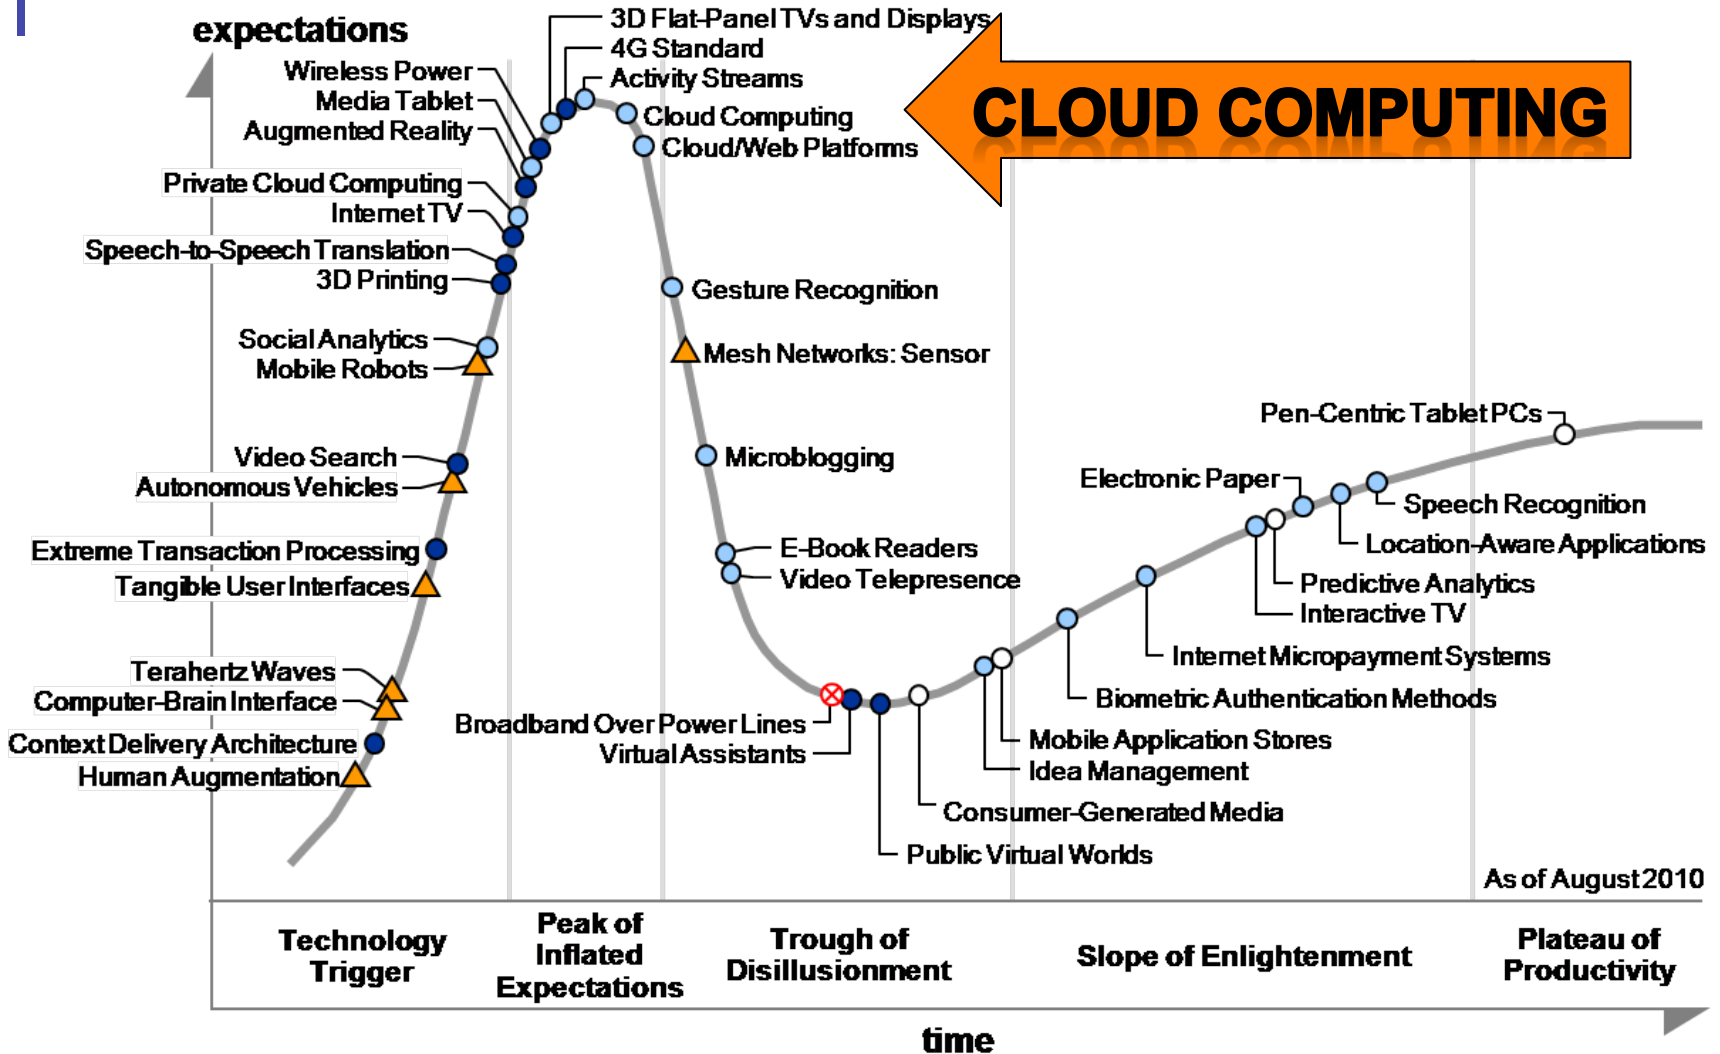 expectations
3D Flat-Panel TVs and Displays
4G Standard
Activity Streams
Wireless Power
Media Tablet
Augmented Reality
Cloud Computing
Cloud/Web Platforms
CLOUD COMPUTING
Private Cloud Computing
Internet TV
Speech-to-Speech Translation
3D Printing
Gesture Recognition
Social Analytics
Mobile Robots
Mesh Networks: Sensor
Pen-Centric Tablet PCs
Video Search
Autonomous Vehicles
Microblogging
Electronic Paper
Speech Recognition
Location-Aware Applications
Extreme Transaction Processing
Tangible User Interfaces
E-Book Readers
Video Telepresence
Predictive Analytics
Interactive TV
Internet Micropayment Systems
Terahertz Waves
Computer-Brain Interface
Biometric Authentication Methods
Broadband Over Power Lines
Virtual Assistants
Context Delivery Architecture
Human Augmentation
Mobile Application Stores
Idea Management
Consumer-Generated Media
Public Virtual Worlds
As of August 2010
Technology
Trigger
Peak of
Inflated
Expectations
Trough of
Disillusionment
Slope of Enlightenment
Plateau of
Productivity
time